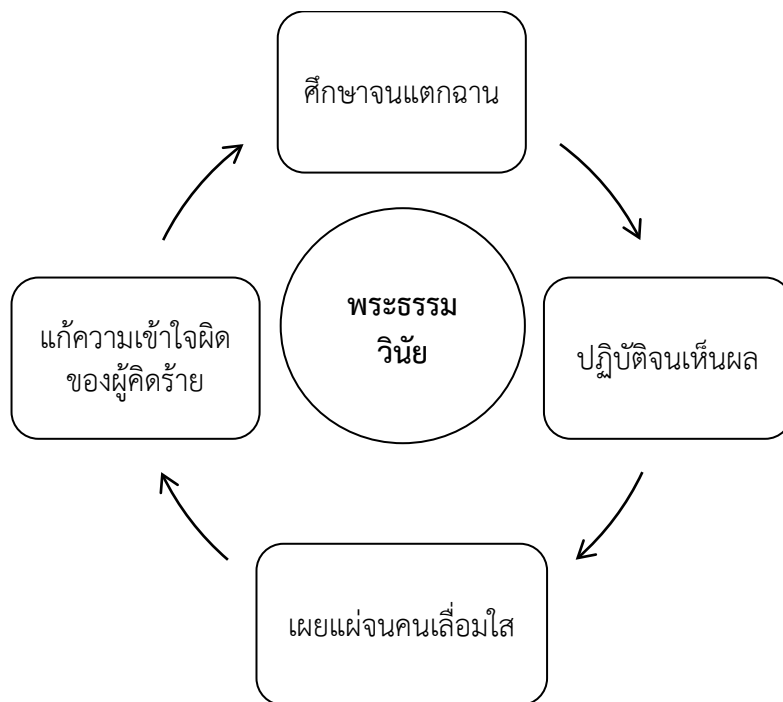 ศึกษาจนแตกฉาน
พระธรรม
วินัย
แก้ความเข้าใจผิด
ของผู้คิดร้าย
ปฏิบัติจนเห็นผล
เผยแผ่จนคนเลื่อมใส